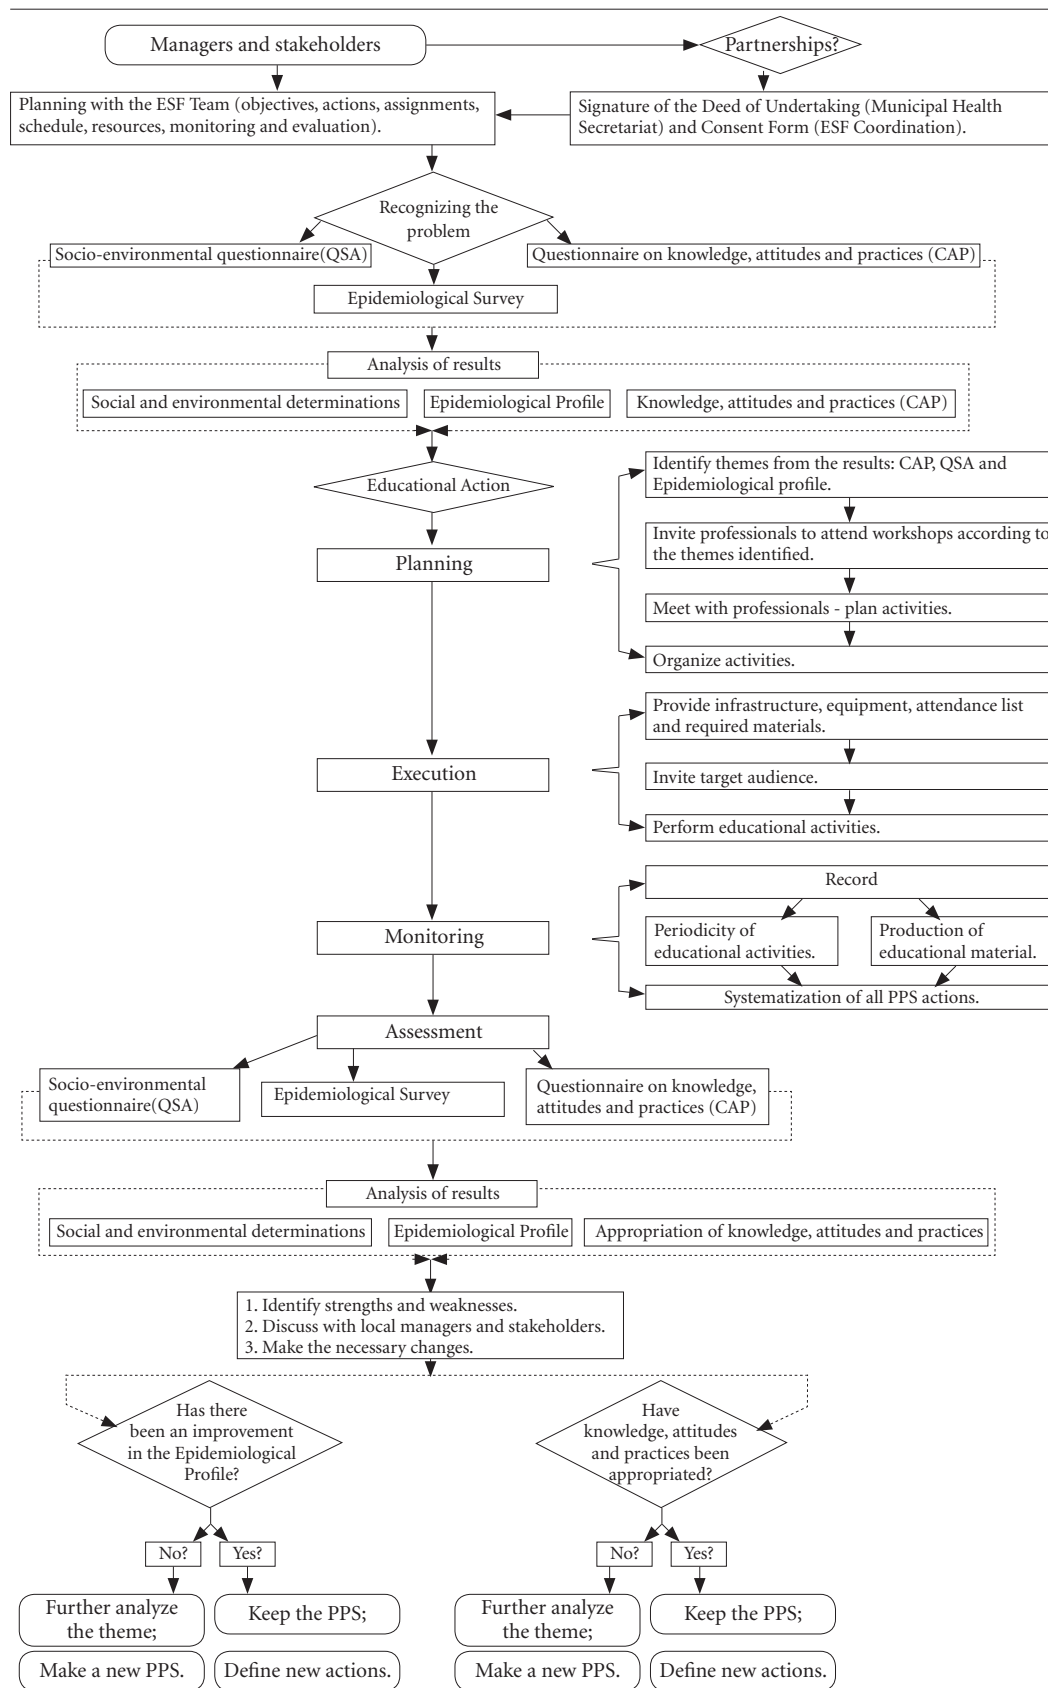 Managers and stakeholders
Partnerships?
Planning with the ESF Team (objectives, actions, assignments,
schedule, resources, monitoring and evaluation).
Signature of the Deed of Undertaking (Municipal Health
Secretariat) and Consent Form (ESF Coordination).
Recognizing the
problem
Socio-environmental questionnaire(QSA)
Questionnaire on knowledge, attitudes and practices (CAP)
Epidemiological Survey
Analysis of results
Social and environmental determinations
Epidemiological Profile
Knowledge, attitudes and practices (CAP)
Educational Action
Identify themes from the results: CAP, QSA and
Epidemiological profile.
Invite professionals to attend workshops according to
the themes identified.
Planning
Meet with professionals - plan activities.
Organize activities.
Provide infrastructure, equipment, attendance list
and required materials.
Execution
Invite target audience.
Perform educational activities.
Record
Monitoring
Periodicity of
educational activities.
Production of
educational material.
Systematization of all PPS actions.
Assessment
Socio-environmental
questionnaire(QSA)
Epidemiological Survey
Questionnaire on knowledge,
attitudes and practices (CAP)
Analysis of results
Social and environmental determinations
Epidemiological Profile
Appropriation of knowledge, attitudes and practices
1. Identify strengths and weaknesses.
2. Discuss with local managers and stakeholders.
3. Make the necessary changes.
Has there
been an improvement
in the Epidemiological
Profile?
Have
knowledge, attitudes
and practices been
appropriated?
No?
Yes?
No?
Yes?
Further analyze
the theme;
Keep the PPS;
Further analyze
the theme;
Keep the PPS;
Make a new PPS.
Define new actions.
Make a new PPS.
Define new actions.